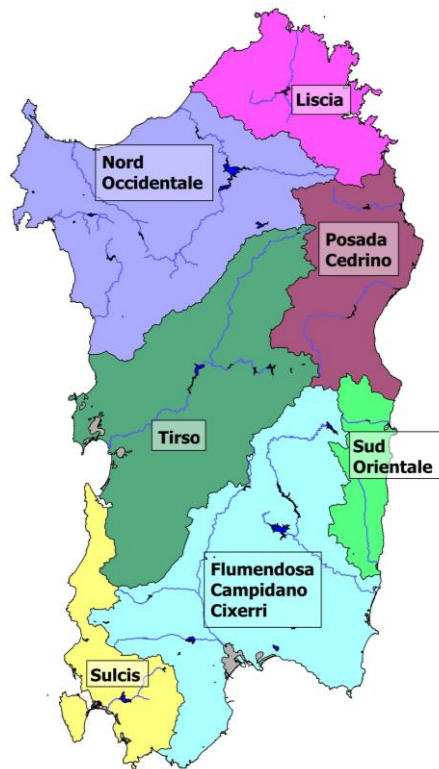 Liscia
Nord
Occidentale
Posada
Cedrino
Tirso
Sud
Orientale
Flumendosa
Campidano
Cixerri
Sulcis